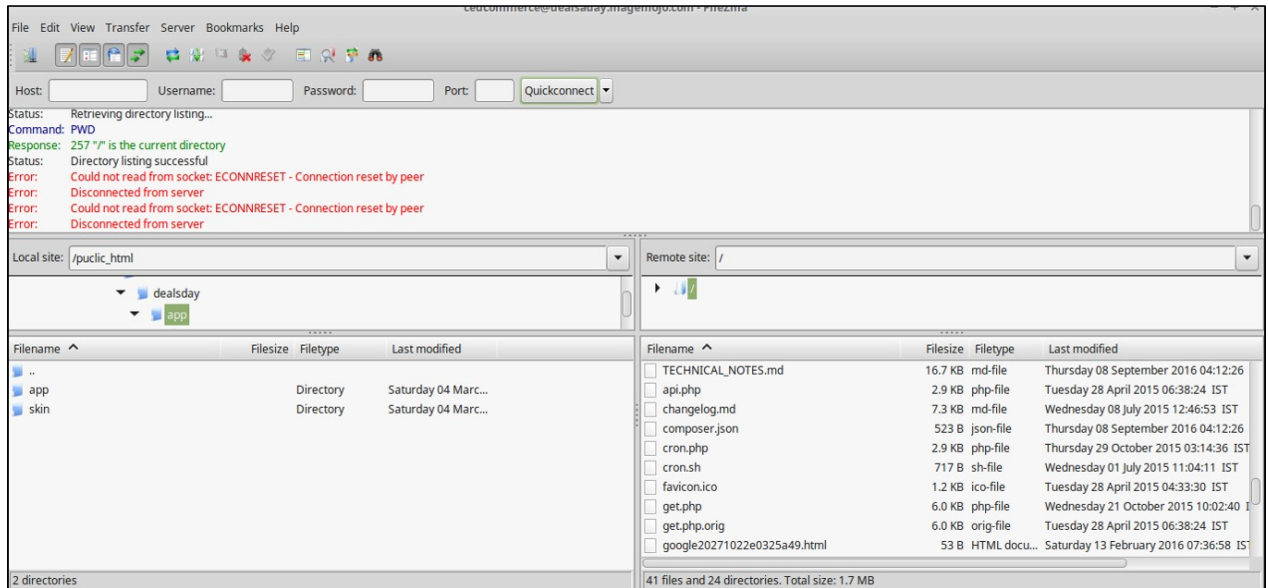 cedcommerce@dealsaday.magemojo.com - FileZilla
File Edit View Transfer Server Bookmarks Help
Host: Username: Password: Port: Quickconnect
Status: Retrieving directory listing...
Command: PWD
Response: 257 "/" is the current directory
Status: Directory listing successful
Error: Could not read from socket: ECONNRESET - Connection reset by peer
Error: Disconnected from server
Error: Could not read from socket: ECONNRESET - Connection reset by peer
Error: Disconnected from server
Local site: /puclic_html
dealsday
app
Filename Filesize Filetype Last modified
..
app Directory Saturday 04 Marc...
skin Directory Saturday 04 Marc...
2 directories
Remote site: /
/
Filename Filesize Filetype Last modified
TECHNICAL_NOTES.md 16.7 KB md-file Thursday 08 September 2016 04:12:26
api.php 2.9 KB php-file Tuesday 28 April 2015 06:38:24 IST
changelog.md 7.3 KB md-file Wednesday 08 July 2015 12:46:53 IST
composer.json 523 B json-file Thursday 08 September 2016 04:12:26
cron.php 2.9 KB php-file Thursday 29 October 2015 03:14:36 IST
cron.sh 717 B sh-file Wednesday 01 July 2015 11:04:11 IST
favicon.ico 1.2 KB ico-file Tuesday 28 April 2015 04:33:30 IST
get.php 6.0 KB php-file Wednesday 21 October 2015 10:02:40 I
get.php.orig 6.0 KB orig-file Tuesday 28 April 2015 06:38:24 IST
google20271022e0325a49.html 53 B HTML docu... Saturday 13 February 2016 07:36:58 IST
41 files and 24 directories. Total size: 1.7 MB